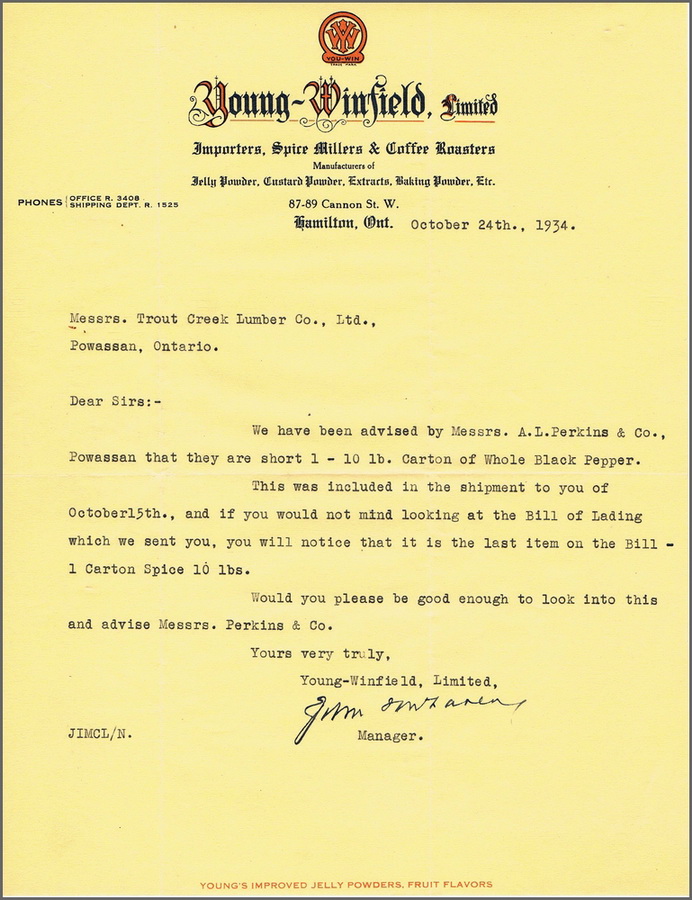 YOU-WIN
TRADE MARK
Young-Winfield, Limited
Importers, Spice Millers & Coffee Roasters
Manufacturers of
Jelly Powder, Custard Powder, Extracts, Baking Powder, Etc.
PHONES OFFICE R. 3408
SHIPPING DEPT. R. 1525
87-89 Cannon St. W.
Hamilton, Ont. October 24th., 1934.
Messrs. Trout Creek Lumber Co., Ltd.,
Powassan, Ontario.
Dear Sirs:-
We have been advised by Messrs. A.L.Perkins & Co.,
Powassan that they are short 1 - 10 lb. Carton of Whole Black Pepper.
This was included in the shipment to you of
October15th., and if you would not mind looking at the Bill of Lading
which we sent you, you will notice that it is the last item on the Bill -
1 Carton Spice 10 lbs.
Would you please be good enough to look into this
and advise Messrs. Perkins & Co.
Yours very truly,
Young-Winfield, Limited,
John
JIMCL/N. Manager.
YOUNG'S IMPROVED JELLY POWDERS, FRUIT FLAVORS